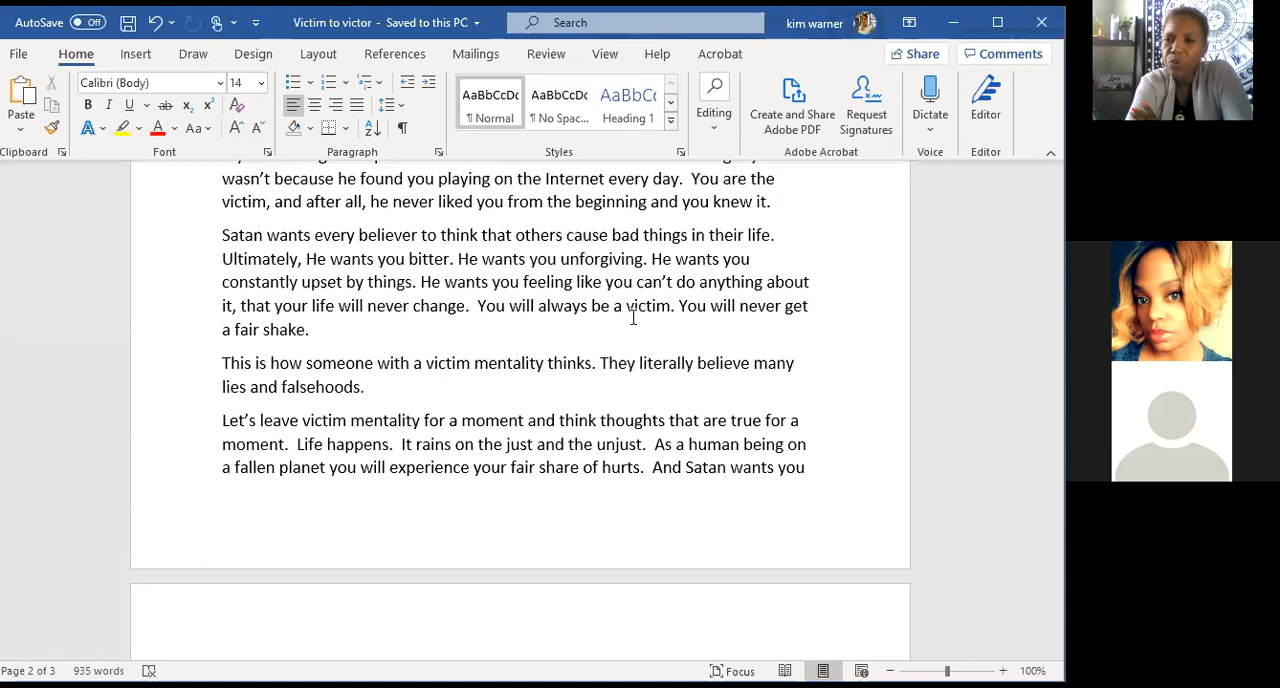 AutoSave Off Victim to victor - Saved to this PC Search kim warner
File Home Insert Draw Design Layout References Mailings Review View Help Acrobat Share Comments
Calibri (Body) 14
AaBbCcDc AaBbCcDc AaBbC(
Paste B I U ab x2 x2 ¶ Normal ¶ No Spac... Heading 1 Editing Create and Share Adobe PDF Request Signatures Dictate Editor
A A Aa A A
Clipboard Font Paragraph Styles Adobe Acrobat Voice Editor
wasn't because he found you playing on the Internet every day.  You are the
victim, and after all, he never liked you from the beginning and you knew it.
Satan wants every believer to think that others cause bad things in their life.
Ultimately, He wants you bitter. He wants you unforgiving. He wants you
constantly upset by things. He wants you feeling like you can't do anything about
it, that your life will never change.  You will always be a victim. You will never get
a fair shake.
This is how someone with a victim mentality thinks. They literally believe many
lies and falsehoods.
Let's leave victim mentality for a moment and think thoughts that are true for a
moment.  Life happens.  It rains on the just and the unjust.  As a human being on
a fallen planet you will experience your fair share of hurts.  And Satan wants you
Page 2 of 3 935 words Focus 100%